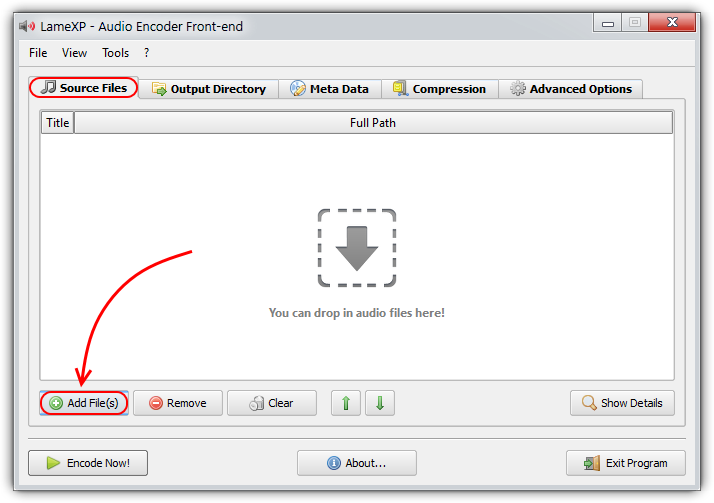 LameXP - Audio Encoder Front-end
File View Tools ?
Source Files Output Directory Meta Data Compression Advanced Options
Title Full Path
You can drop in audio files here!
Add File(s) Remove Clear Show Details
Encode Now! About... Exit Program